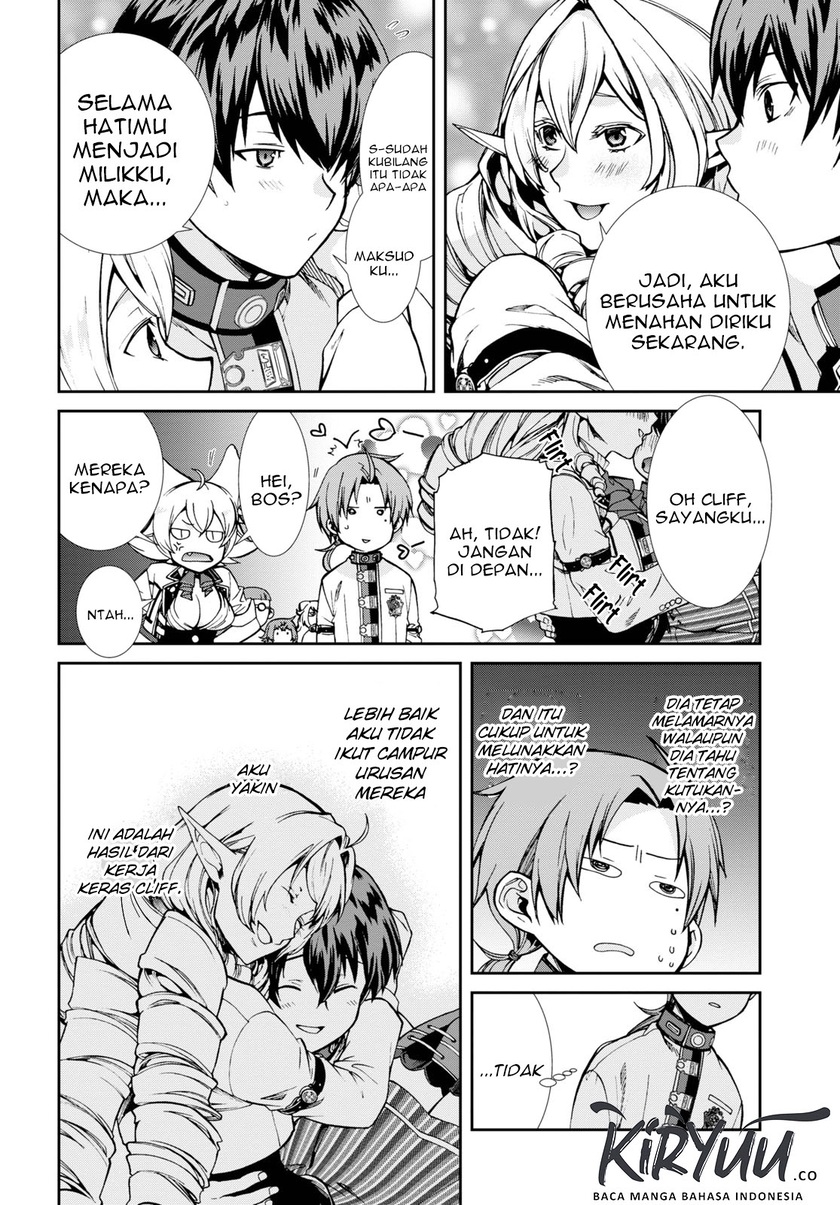 JADI, AKU
BERUSAHA UNTUK
MENAHAN DIRIKU
SEKARANG.
S-SUDAH
KUBILANG
ITU TIDAK
APA-APA
MAKSUD
KU...
SELAMA
HATIMU
MENJADI
MILIKKU,
MAKA...
OH CLIFF,
SAYANGKU...
Flirt
Flirt
Flirt
AH, TIDAK!
JANGAN
DI DEPAN...
HEI,
BOS?
MEREKA
KENAPA?
NTAH...
DIA TETAP
MELAMARNYA
WALAUPUN
DIA TAHU
TENTANG
KUTUKAN-
NYA...?
DAN ITU
CUKUP UNTUK
MELUNAKKAN
HATINYA...?
...TIDAK
LEBIH BAIK
AKU TIDAK
IKUT CAMPUR
URUSAN
MEREKA
AKU
YAKIN
INI ADALAH
HASIL DARI
KERJA
KERAS CLIFF.
KIRYUU.CO
BACA MANGA BAHASA INDONESIA